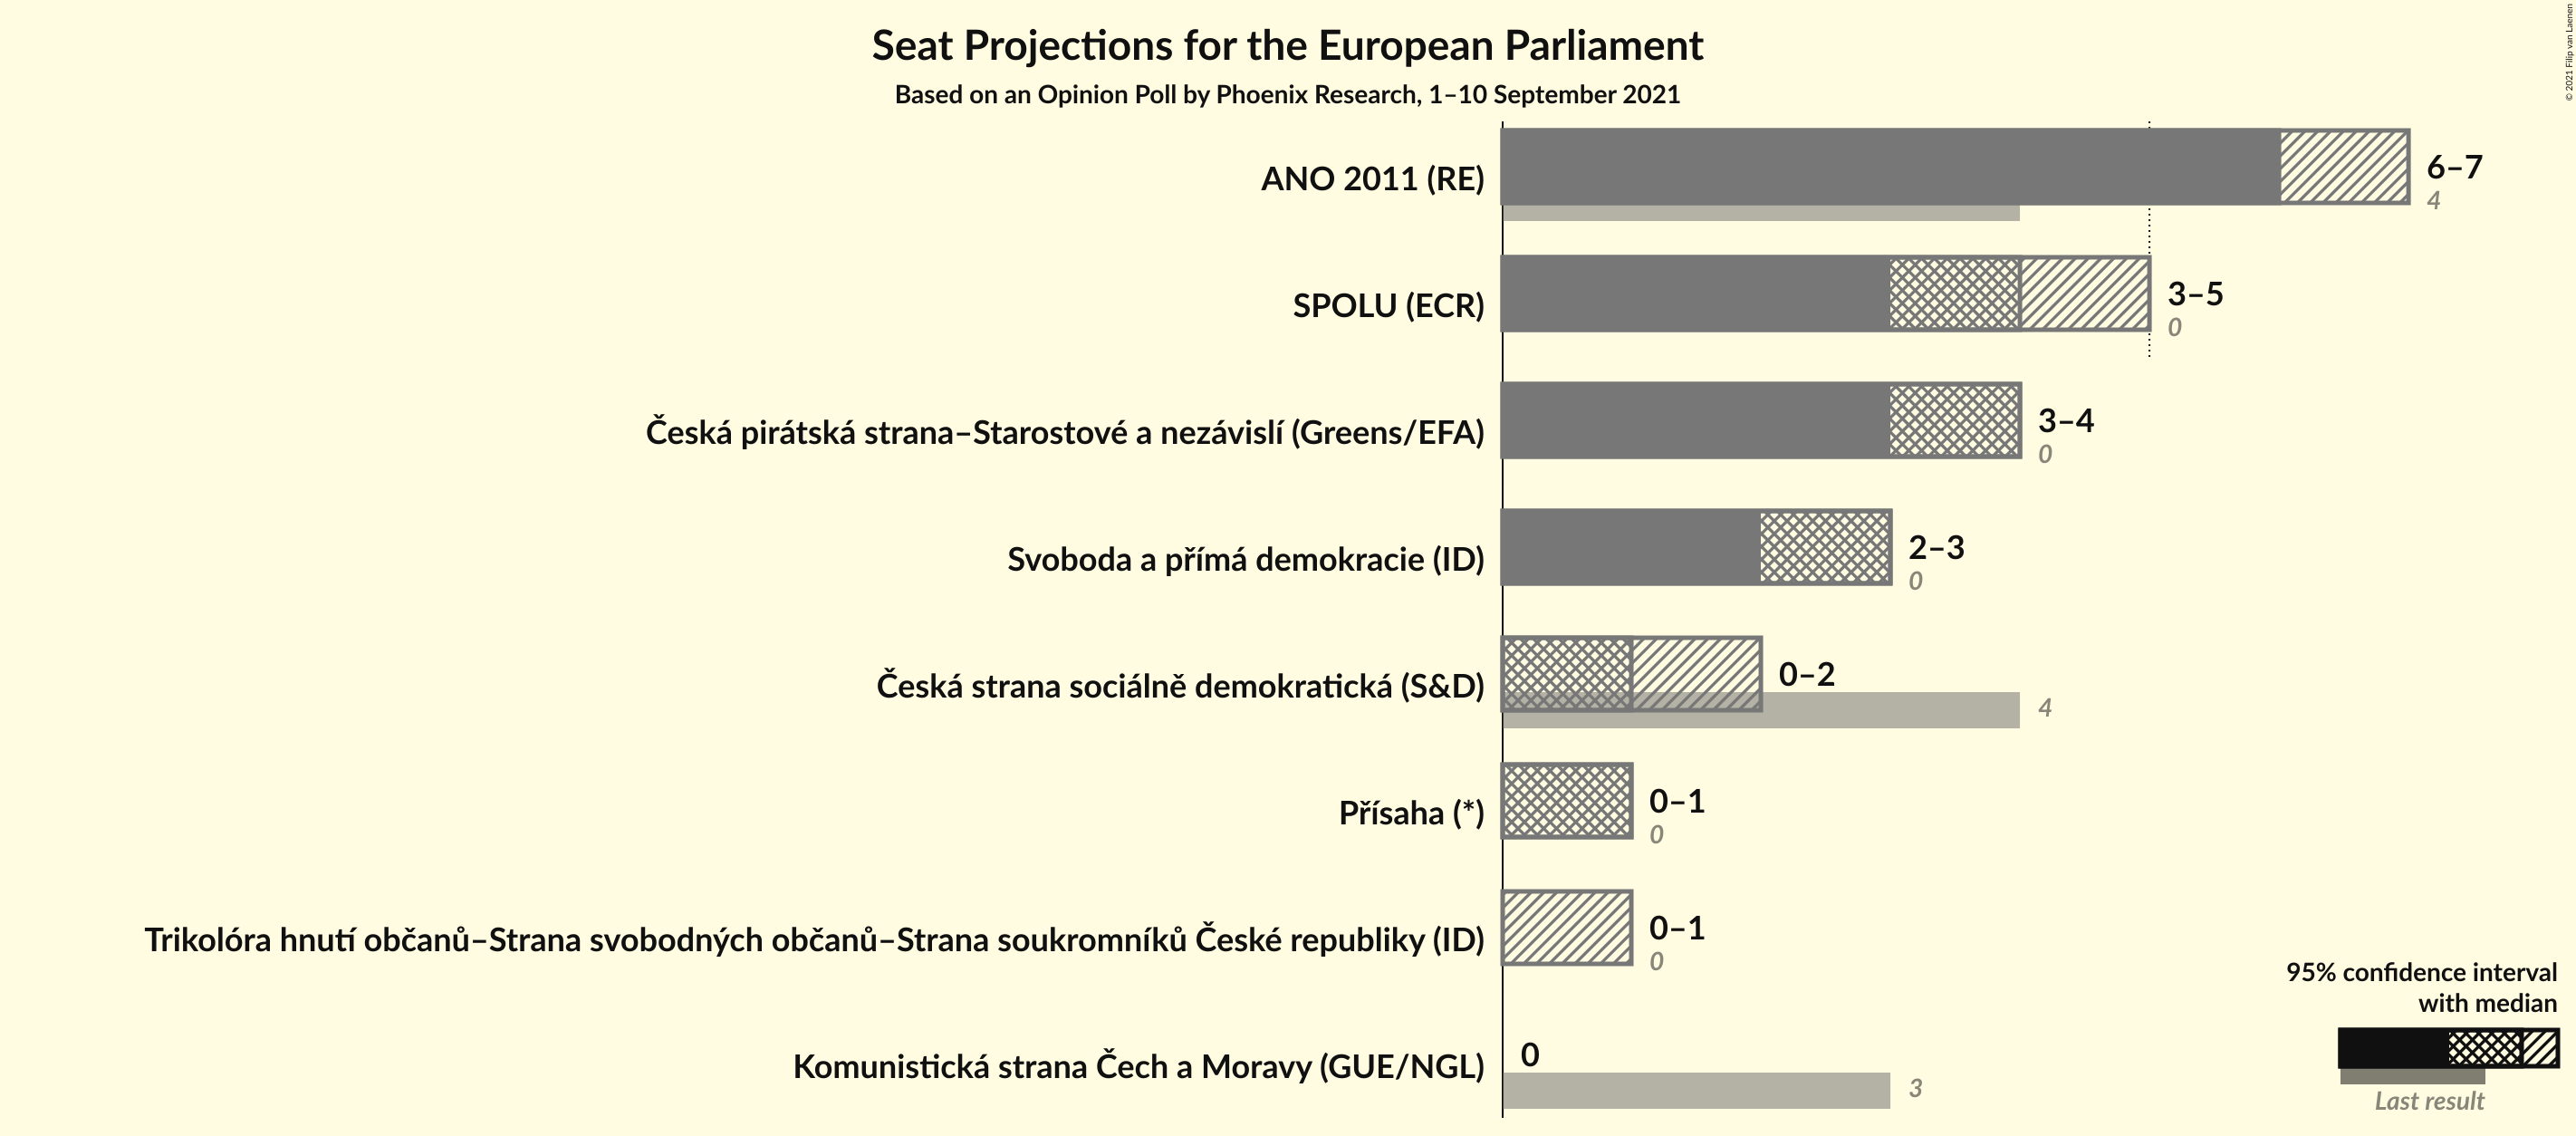 Seat Projections for the European Parliament
Based on an Opinion Poll by Phoenix Research, 1–10 September 2021
© 2021 Filip van Laenen
ANO 2011 (RE)
6–7
4
SPOLU (ECR)
3–5
0
Česká pirátská strana–Starostové a nezávislí (Greens/EFA)
3–4
0
Svoboda a přímá demokracie (ID)
2–3
0
Česká strana sociálně demokratická (S&D)
0–2
4
Přísaha (*)
0–1
0
Trikolóra hnutí občanů–Strana svobodných občanů–Strana soukromníků České republiky (ID)
0–1
0
Komunistická strana Čech a Moravy (GUE/NGL)
0
3
95% confidence interval
with median
Last result